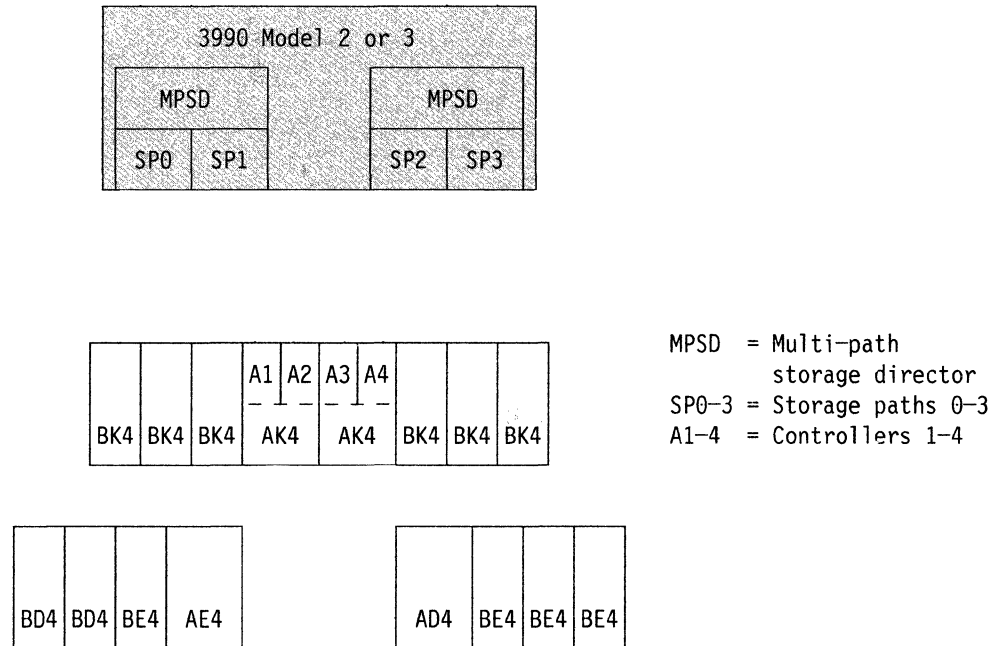 3990 Model 2 or 3
MPSD MPSD
SP0 SP1 SP2 SP3
A1 A2 A3 A4
BK4 BK4 BK4 AK4 AK4 BK4 BK4 BK4
MPSD = Multi-path
storage director
SP0-3 = Storage paths 0-3
A1-4 = Controllers 1-4
BD4 BD4 BE4 AE4 AD4 BE4 BE4 BE4